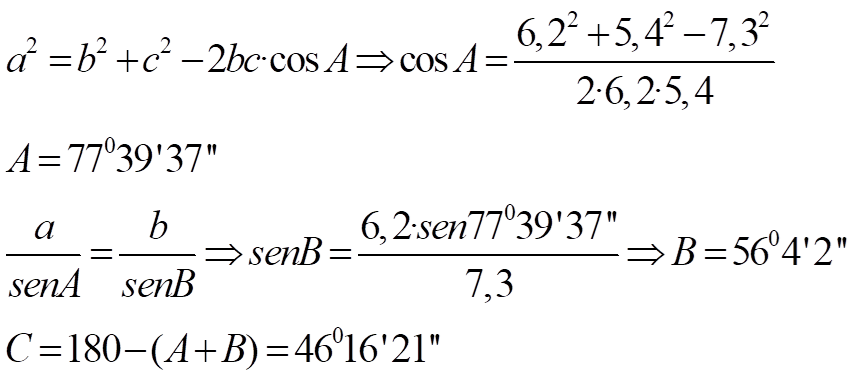 a² = b² + c² − 2bc·cos A ⇒ cos A = (6,2² + 5,4² − 7,3²) / (2·6,2·5,4)
A = 77⁰39'37"
a / senA = b / senB ⇒ senB = (6,2·sen77⁰39'37") / 7,3 ⇒ B = 56⁰4'2"
C = 180 − (A + B) = 46⁰16'21"